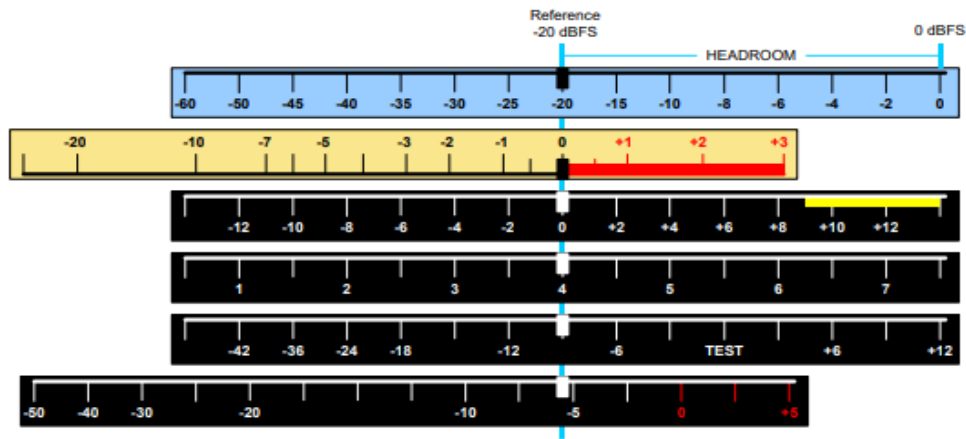 Reference
-20 dBFS
0 dBFS
HEADROOM
-60 -50 -45 -40 -35 -30 -25 -20 -15 -10 -8 -6 -4 -2 0
-20 -10 -7 -5 -3 -2 -1 0 +1 +2 +3
-12 -10 -8 -6 -4 -2 0 +2 +4 +6 +8 +10 +12
1 2 3 4 5 6 7
-42 -36 -24 -18 -12 -6 TEST +6 +12
-50 -40 -30 -20 -10 -5 0 +5